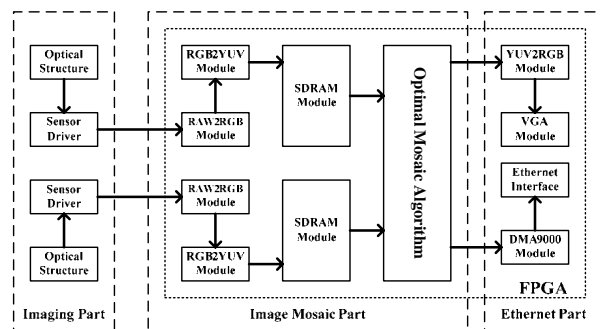 Optical
Structure
Sensor
Driver
Sensor
Driver
Optical
Structure
Imaging Part
RGB2YUV
Module
RAW2RGB
Module
RAW2RGB
Module
RGB2YUV
Module
SDRAM
Module
SDRAM
Module
Optimal Mosaic Algorithm
Image Mosaic Part
YUV2RGB
Module
VGA
Module
Ethernet
Interface
DMA9000
Module
FPGA
Ethernet Part